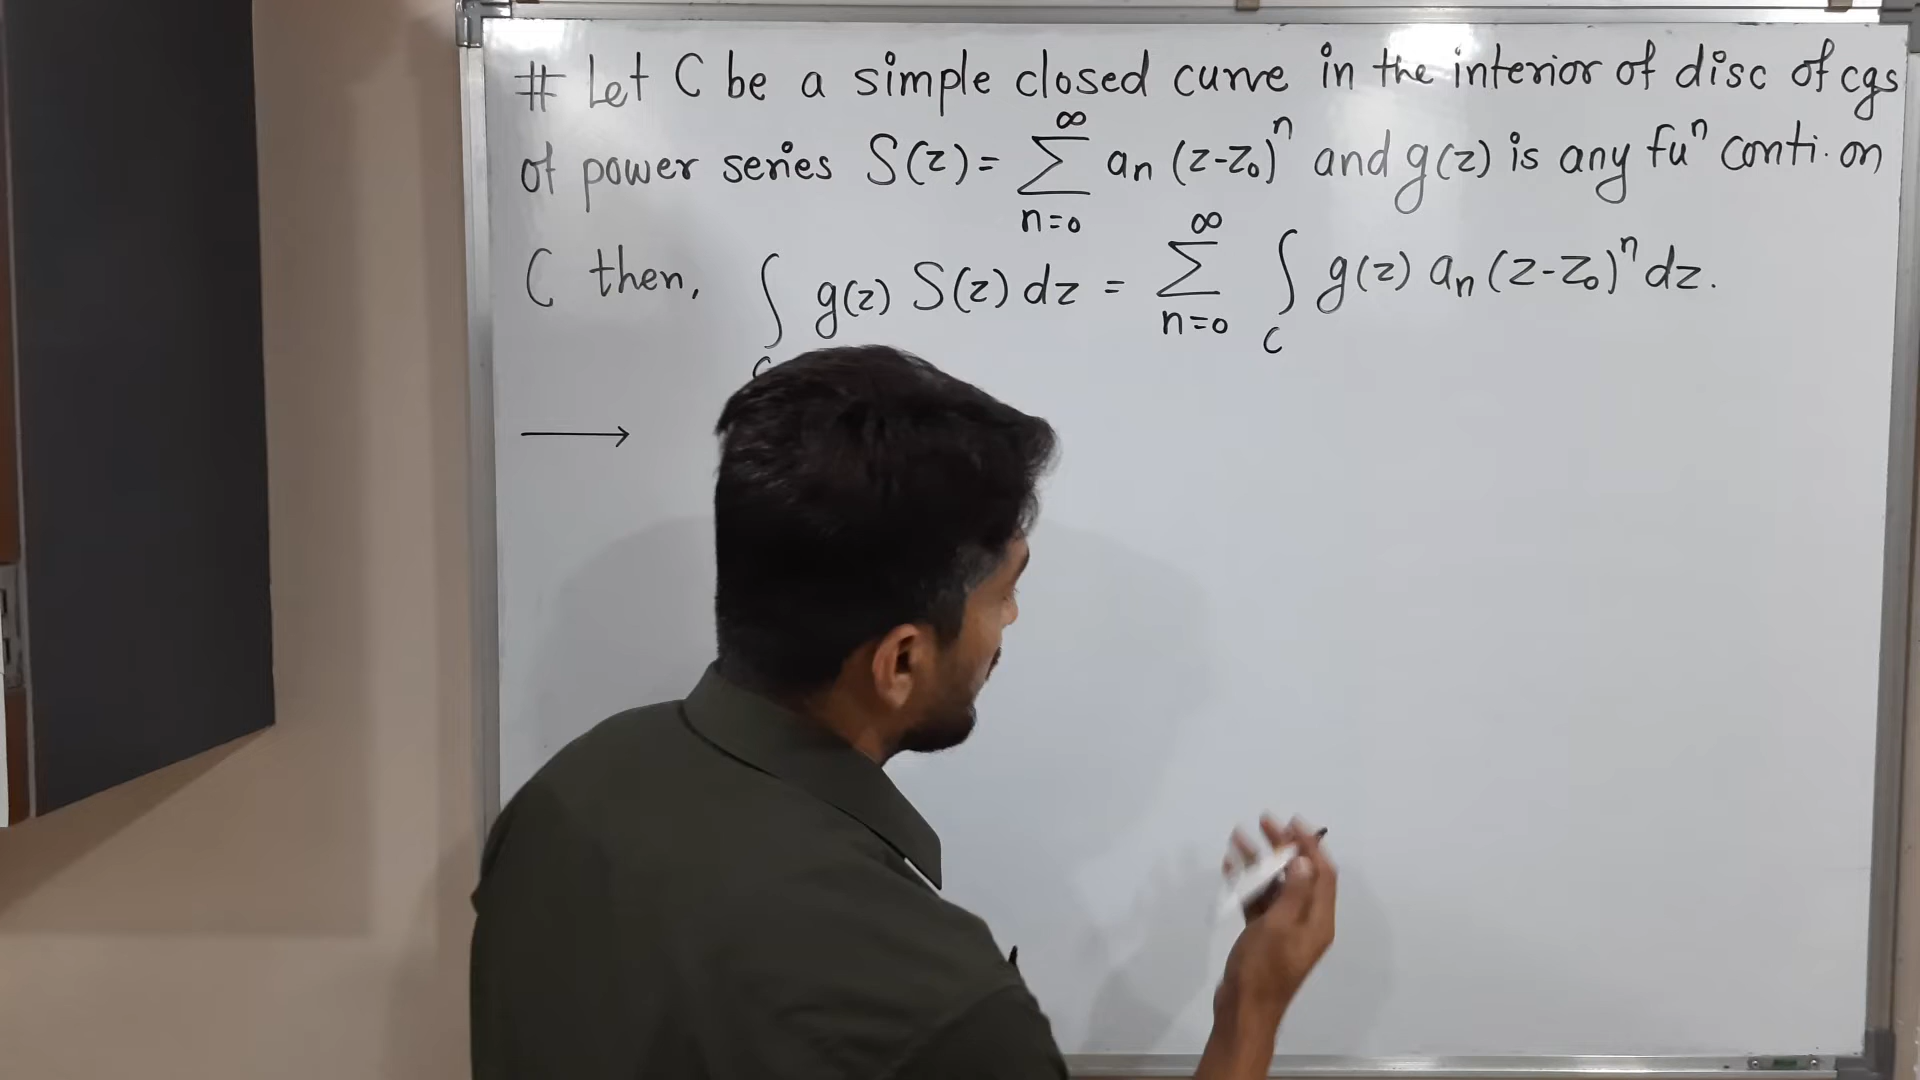 # Let C be a simple closed curve in the interior of disc of cgs
of power series S(z) = ∞ Σ n=0 an (z-z₀)ⁿ and g(z) is any fuⁿ conti. on
C then, ∫ C g(z) S(z) dz = ∞ Σ n=0 ∫ C g(z) an (z-z₀)ⁿ dz.
⟶